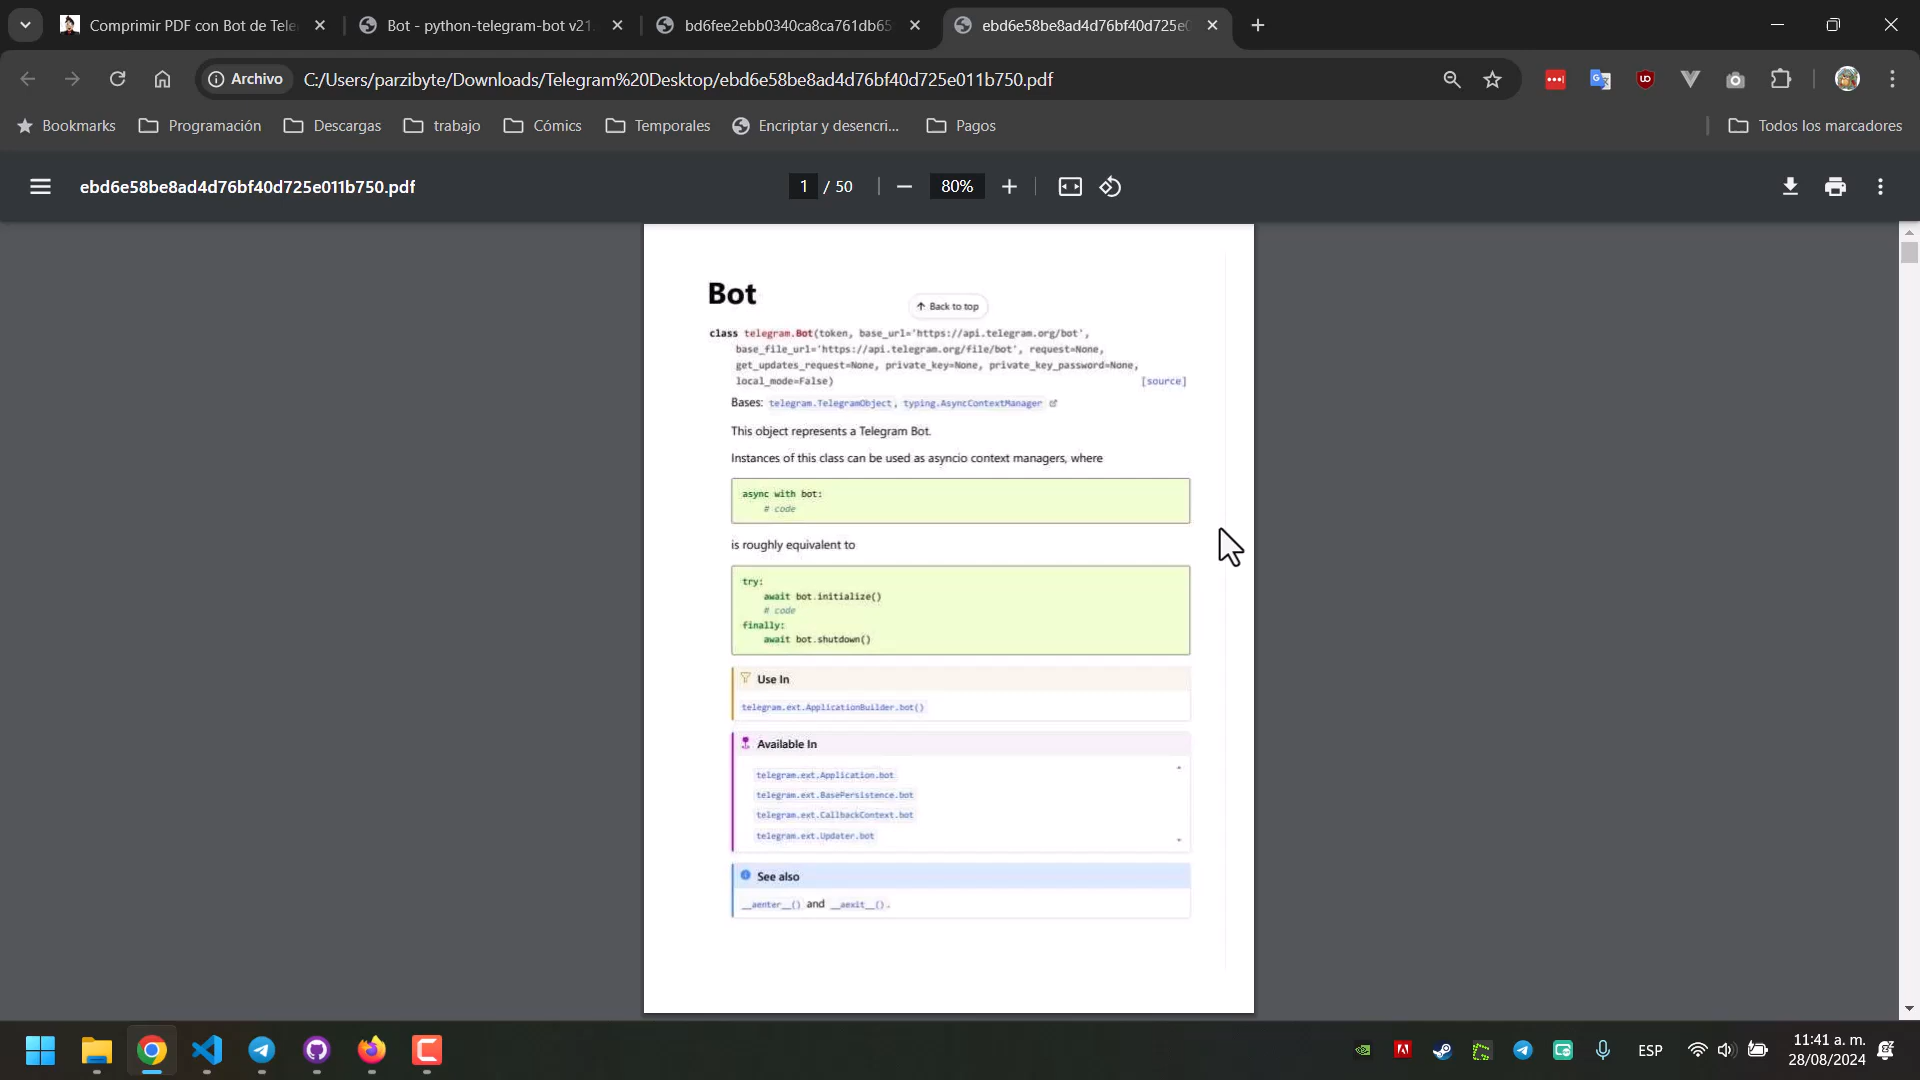 Comprimir PDF con Bot de Tele
Bot - python-telegram-bot v21.
bd6fee2ebb0340ca8ca761db65
ebd6e58be8ad4d76bf40d725e0
Archivo
C:/Users/parzibyte/Downloads/Telegram%20Desktop/ebd6e58be8ad4d76bf40d725e011b750.pdf
Bookmarks
Programación
Descargas
trabajo
Cómics
Temporales
Encriptar y desencri...
Pagos
Todos los marcadores
ebd6e58be8ad4d76bf40d725e011b750.pdf
1 / 50
80%
Bot
Back to top
class telegram.Bot(token, base_url='https://api.telegram.org/bot',
base_file_url='https://api.telegram.org/file/bot', request=None,
get_updates_request=None, private_key=None, private_key_password=None,
local_mode=False) [source]
Bases: telegram.TelegramObject, typing.AsyncContextManager
This object represents a Telegram Bot.
Instances of this class can be used as asyncio context managers, where
async with bot:
# code
is roughly equivalent to
try:
await bot.initialize()
# code
finally:
await bot.shutdown()
Use In
telegram.ext.ApplicationBuilder.bot()
Available In
telegram.ext.Application.bot
telegram.ext.BasePersistence.bot
telegram.ext.CallbackContext.bot
telegram.ext.Updater.bot
See also
__aenter__() and __aexit__().
ESP
11:41 a. m.
28/08/2024